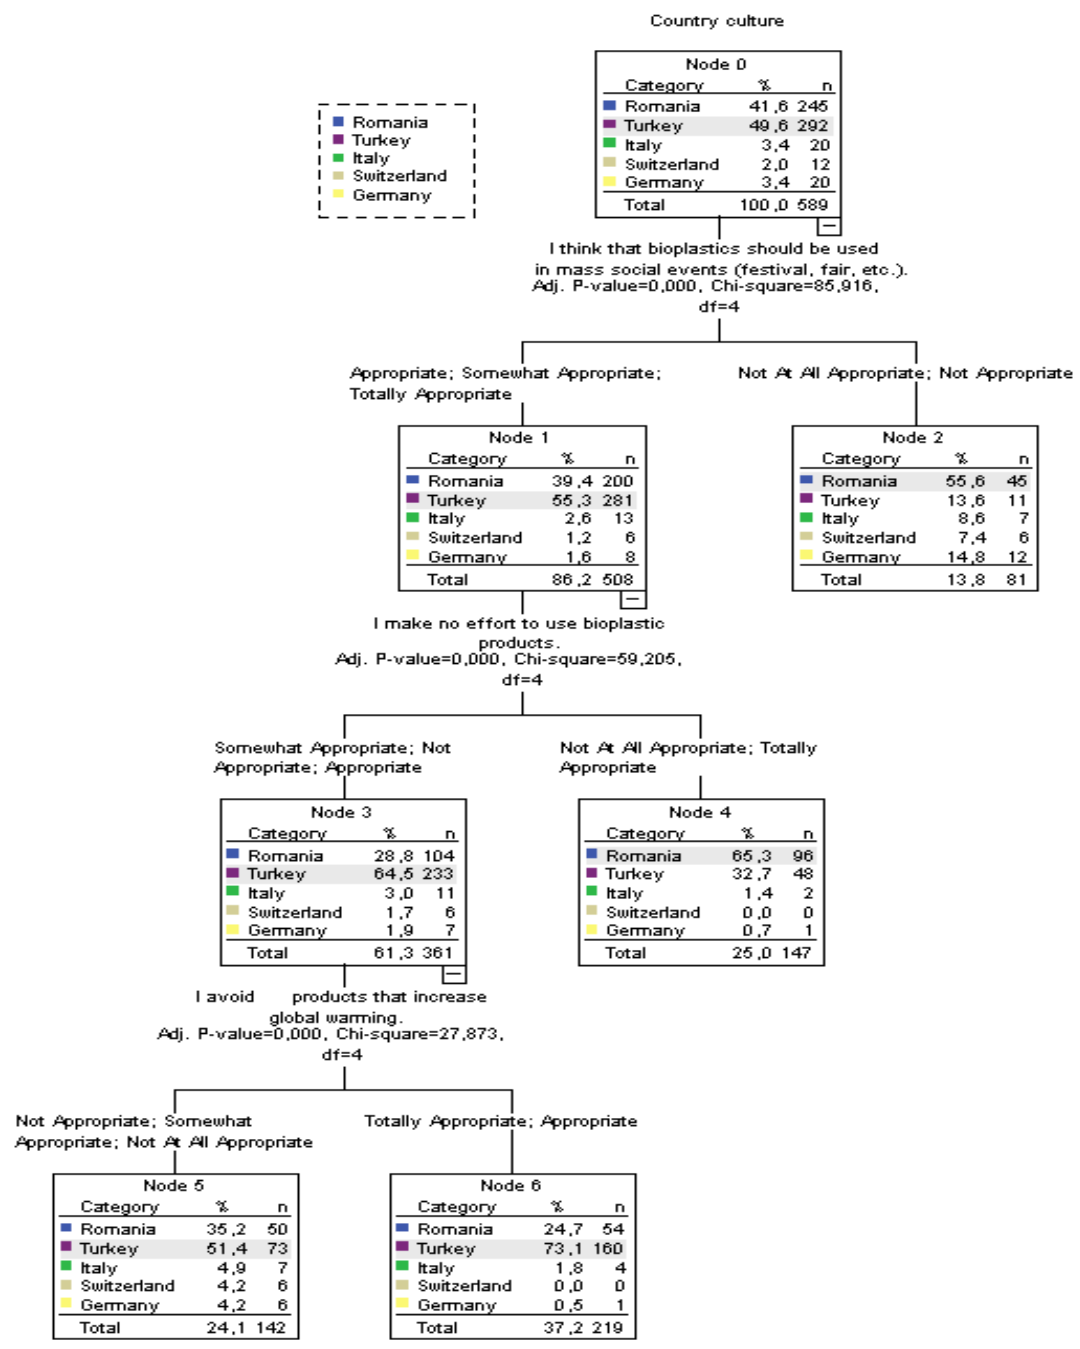 Country culture
Node 0
Category % n
Romania 41,6 245
Turkey 49,6 292
Italy 3,4 20
Switzerland 2,0 12
Germany 3,4 20
Total 100,0 589
Romania
Turkey
Italy
Switzerland
Germany
I think that bioplastics should be used
in mass social events (festival, fair, etc.).
Adj. P-value=0,000, Chi-square=85,916,
df=4
Appropriate; Somewhat Appropriate;
Totally Appropriate
Not At All Appropriate; Not Appropriate
Node 1
Category % n
Romania 39,4 200
Turkey 55,3 281
Italy 2,6 13
Switzerland 1,2 6
Germany 1,6 8
Total 86,2 508
Node 2
Category % n
Romania 55,6 45
Turkey 13,6 11
Italy 8,6 7
Switzerland 7,4 6
Germany 14,8 12
Total 13,8 81
I make no effort to use bioplastic
products.
Adj. P-value=0,000, Chi-square=59,205,
df=4
Somewhat Appropriate; Not
Appropriate; Appropriate
Not At All Appropriate; Totally
Appropriate
Node 3
Category % n
Romania 28,8 104
Turkey 64,5 233
Italy 3,0 11
Switzerland 1,7 6
Germany 1,9 7
Total 61,3 361
Node 4
Category % n
Romania 65,3 96
Turkey 32,7 48
Italy 1,4 2
Switzerland 0,0 0
Germany 0,7 1
Total 25,0 147
I avoid products that increase
global warming.
Adj. P-value=0,000, Chi-square=27,873,
df=4
Not Appropriate; Somewhat
Appropriate; Not At All Appropriate
Totally Appropriate; Appropriate
Node 5
Category % n
Romania 35,2 50
Turkey 51,4 73
Italy 4,9 7
Switzerland 4,2 6
Germany 4,2 6
Total 24,1 142
Node 6
Category % n
Romania 24,7 54
Turkey 73,1 160
Italy 1,8 4
Switzerland 0,0 0
Germany 0,5 1
Total 37,2 219